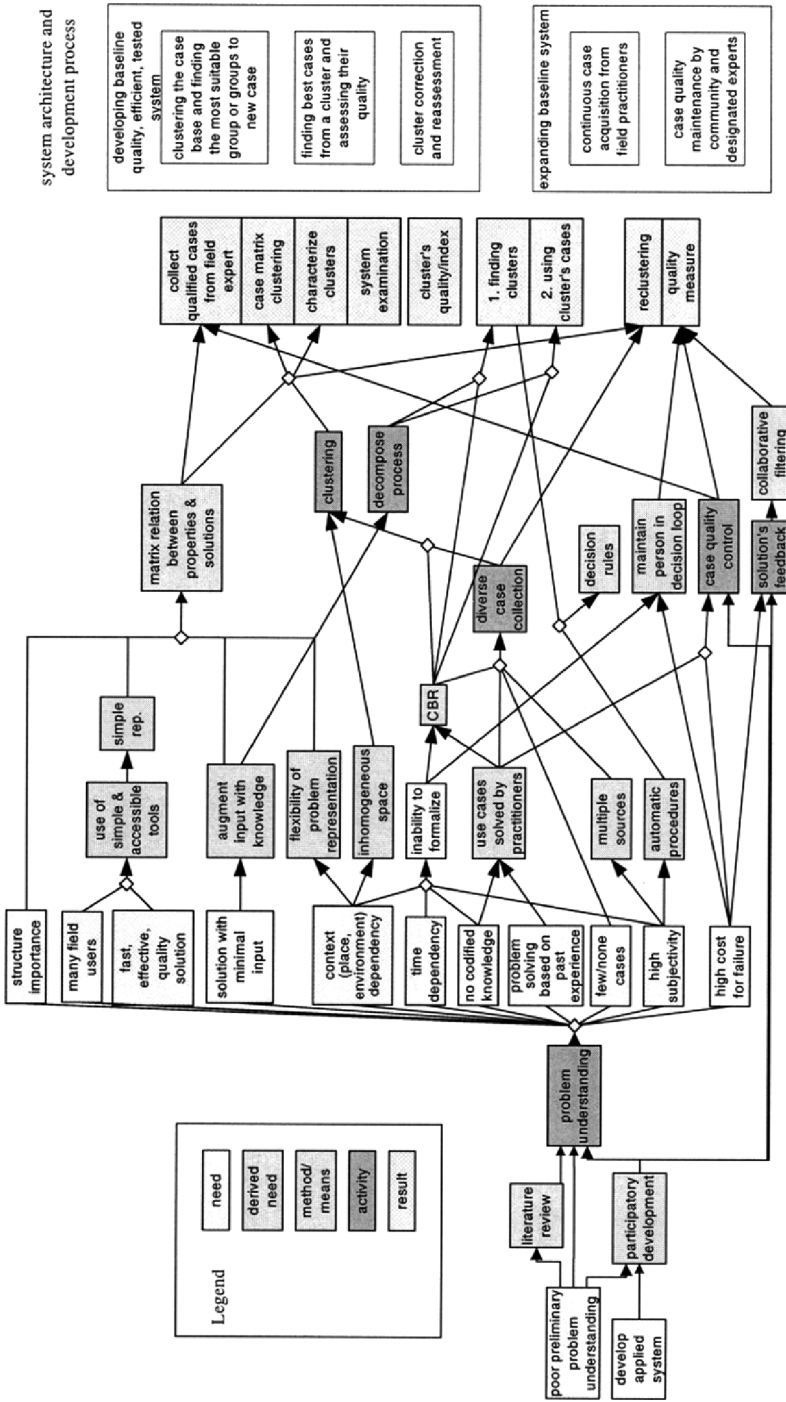 system architecture and
development process
developing baseline
quality, efficient, tested
system
clustering the case
base and finding
the most suitable
group or groups to
new case
finding best cases
from a cluster and
assessing their
quality
cluster correction
and reassessment
expanding baseline system
continuous case
acquisition from
field practitioners
case quality
maintenance by
community and
designated experts
collect
qualified cases
from field
expert
case matrix
clustering
characterize
clusters
system
examination
cluster's
quality/index
1. finding
clusters
2. using
cluster's cases
reclustering
quality
measure
matrix relation
between
properties &
solutions
clustering
decompose
process
diverse
case
collection
decision
rules
maintain
person in
decision loop
case quality
control
solution's
feedback
collaborative
filtering
simple
rep.
CBR
use of
simple &
accessible
tools
augment
input with
knowledge
flexibility of
problem
representation
inhomogeneous
space
inability to
formalize
use cases
solved by
practitioners
multiple
sources
automatic
procedures
structure
importance
many field
users
fast,
effective,
quality
solution
solution with
minimal
input
context
(place,
environment)
dependency
time
dependency
no codified
knowledge
problem
solving
based on
past
experience
few/none
cases
high
subjectivity
high cost
for failure
problem
understanding
literature
review
participatory
development
poor preliminary
problem
understanding
develop
applied
system
Legend
need
derived
need
method/
means
activity
result